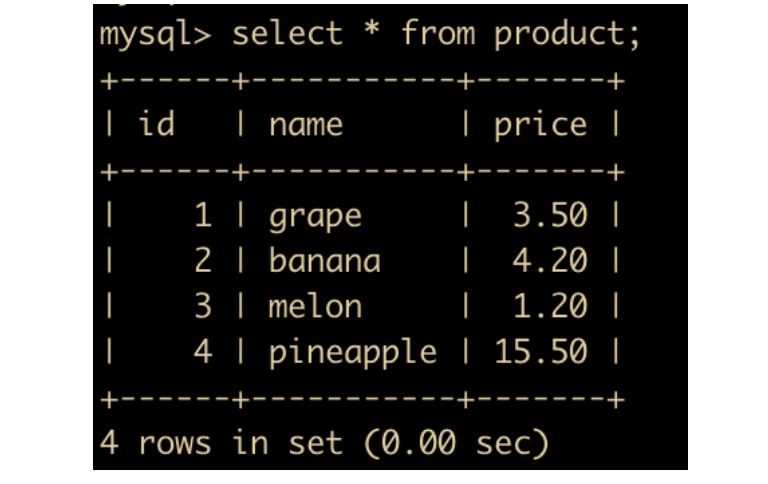 mysql> select * from product;
+------+-----------+-------+
| id   | name      | price |
+------+-----------+-------+
|    1 | grape     |  3.50 |
|    2 | banana    |  4.20 |
|    3 | melon     |  1.20 |
|    4 | pineapple | 15.50 |
+------+-----------+-------+
4 rows in set (0.00 sec)